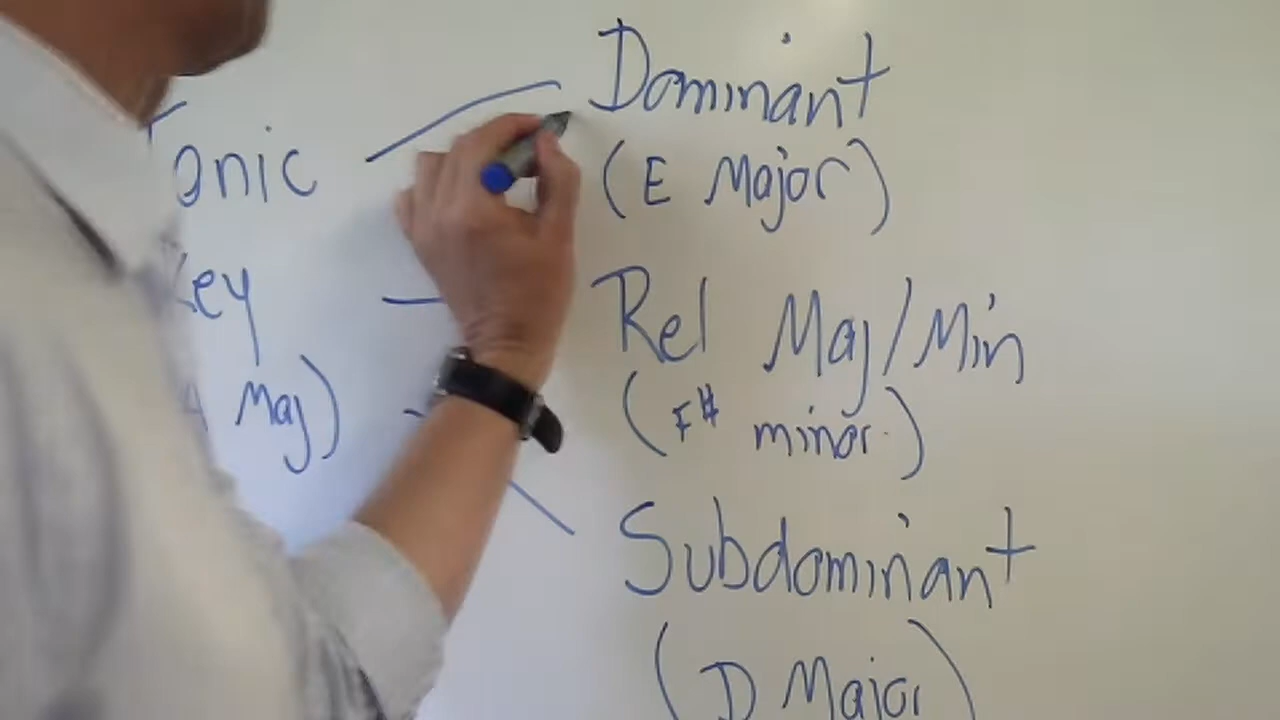 Tonic
Key
(A Maj)
Dominant
(E Major)
Rel Maj/Min
(F# minor.)
Subdominant
(D Major)